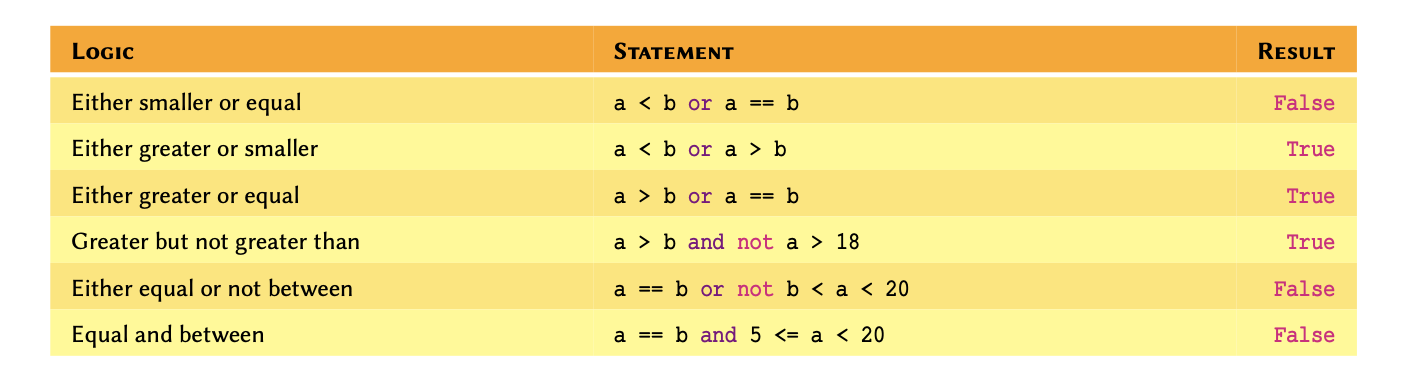 Logic Statement Result
Either smaller or equal a < b or a == b False
Either greater or smaller a < b or a > b True
Either greater or equal a > b or a == b True
Greater but not greater than a > b and not a > 18 True
Either equal or not between a == b or not b < a < 20 False
Equal and between a == b and 5 <= a < 20 False